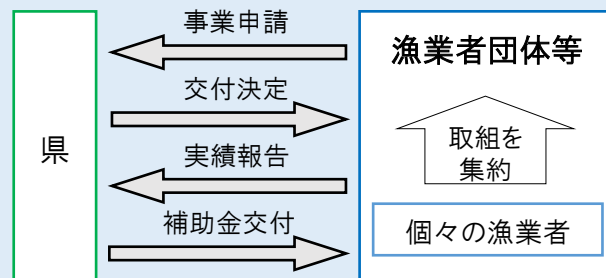 事業申請
漁業者団体等
交付決定
県
実績報告
取組を
集約
補助金交付
個々の漁業者